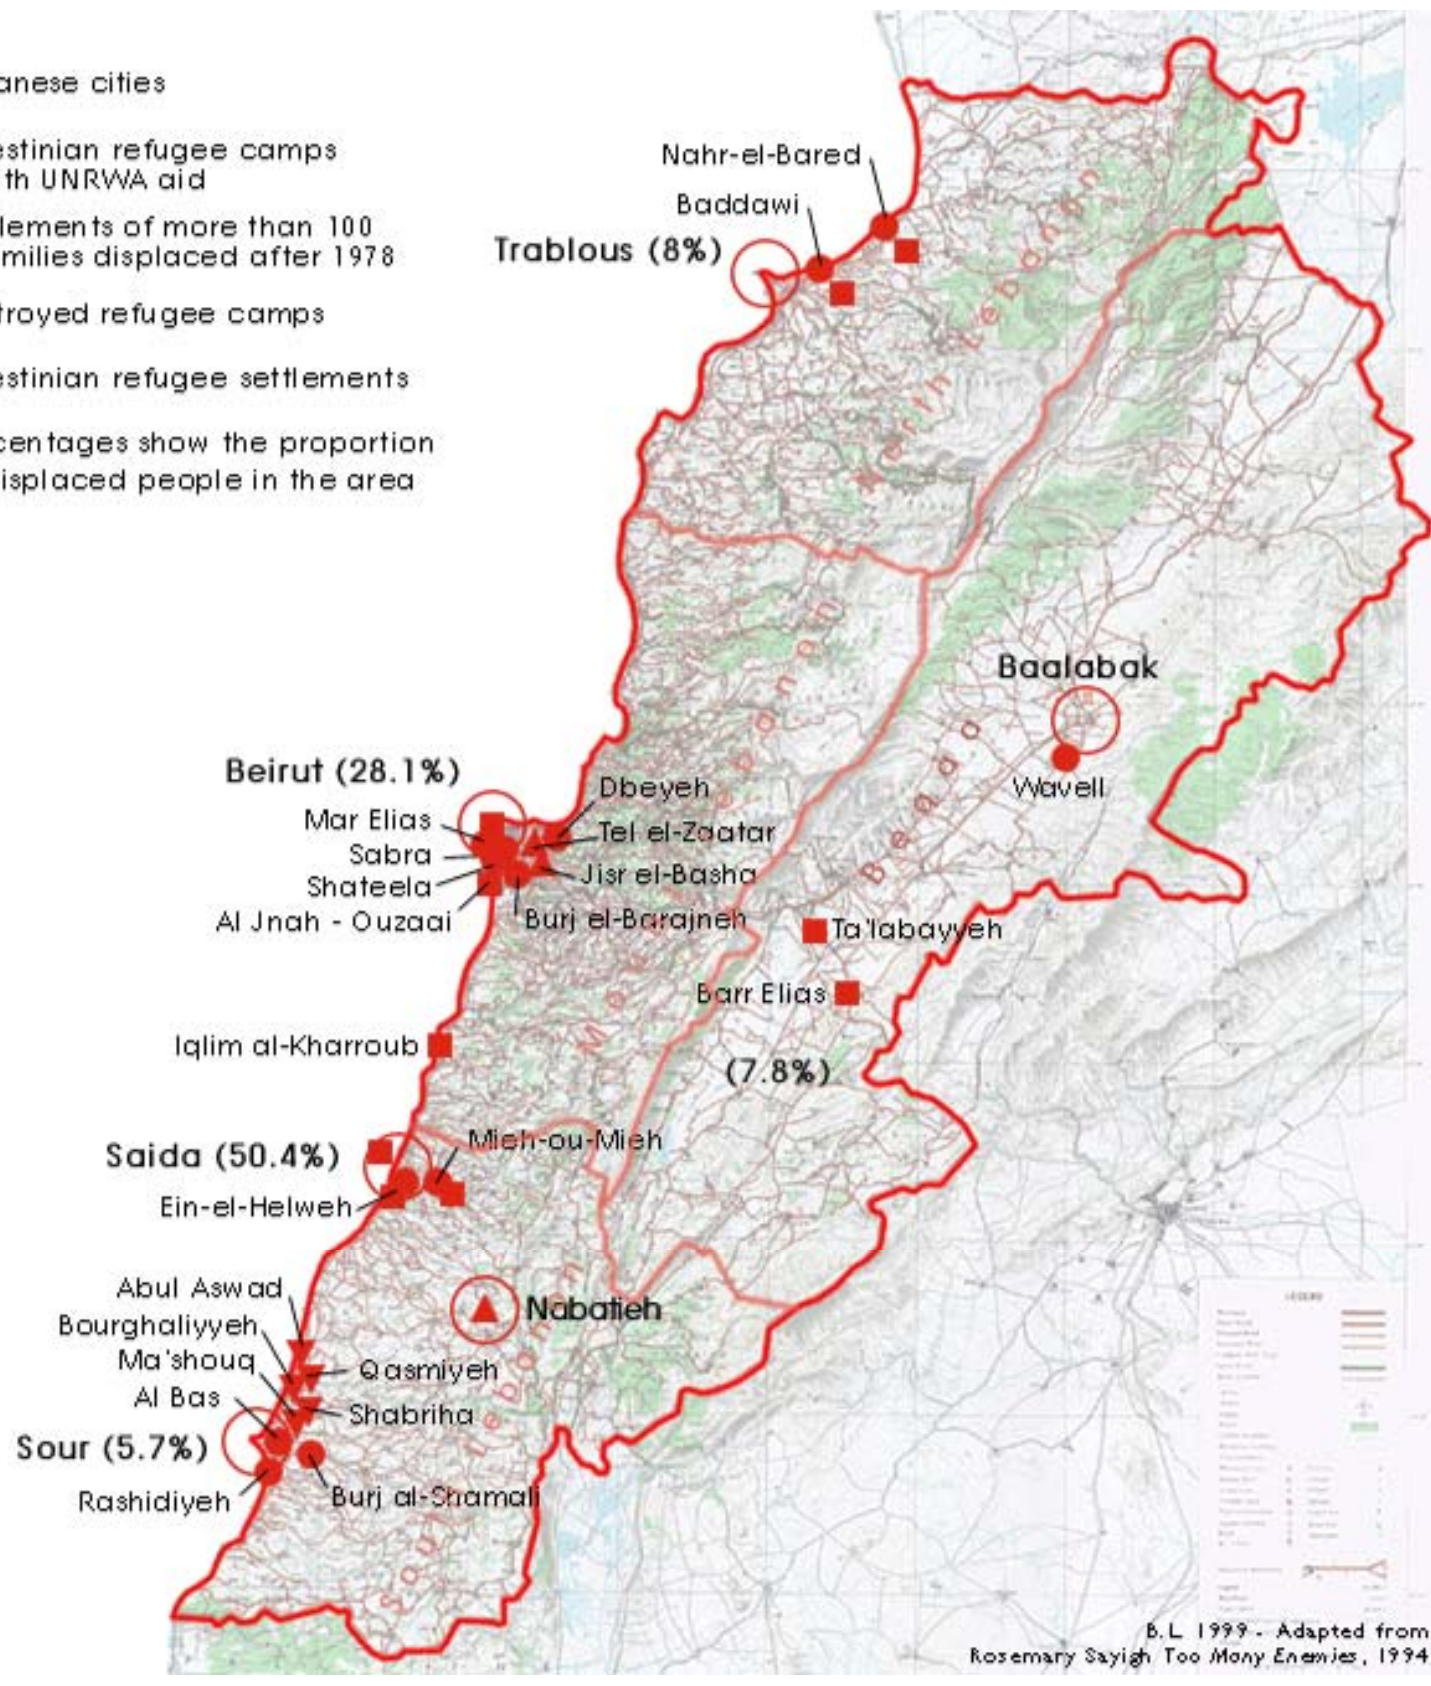 anese cities
estinian refugee camps
th UNRWA aid
lements of more than 100
milies displaced after 1978
troyed refugee camps
estinian refugee settlements
centages show the proportion
isplaced people in the area
Nahr-el-Bared
Baddawi
Trablous (8%)
North Lebanon
Baalabak
Wavell
Beqaa
Beirut (28.1%)
Dbeyeh
Mar Elias
Tel el-Zaatar
Sabra
Jisr el-Basha
Shateela
Al Jnah - Ouzaai
Burj el-Barajneh
Ta'labayyeh
Barr Elias
Iqlim al-Kharroub
(7.8%)
Mieh-ou-Mieh
Saida (50.4%)
Ein-el-Helweh
Abul Aswad
Nabatieh
Bourghaliyyeh
Ma'shouq
Qasmiyeh
Al Bas
Shabriha
Sour (5.7%)
Rashidiyeh
Burj al-Shamali
LEGEND
B.L. 1999 - Adapted from
Rosemary Sayigh Too Many Enemies, 1994